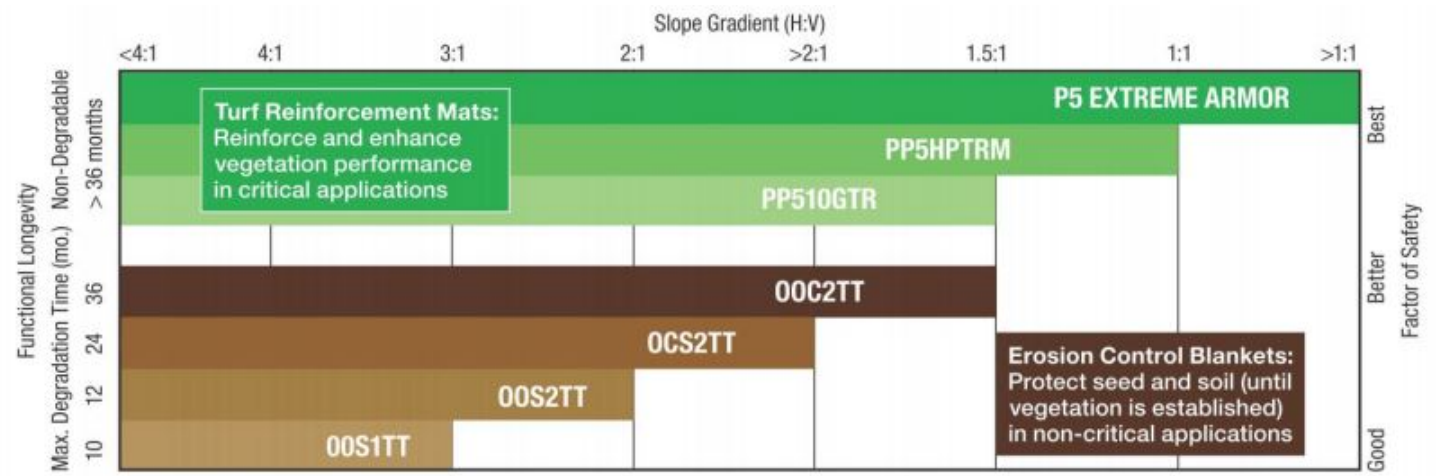 Slope Gradient (H:V)
<4:1 4:1 3:1 2:1 >2:1 1.5:1 1:1 >1:1
Functional Longevity
Max. Degradation Time (mo.) Non-Degradable
10 12 24 36 > 36 months
P5 EXTREME ARMOR
Turf Reinforcement Mats:
Reinforce and enhance
vegetation performance
in critical applications
PP5HPTRM
PP510GTR
OOC2TT
OCS2TT
OOS2TT
OOS1TT
Erosion Control Blankets:
Protect seed and soil (until
vegetation is established)
in non-critical applications
Good Better Best
Factor of Safety